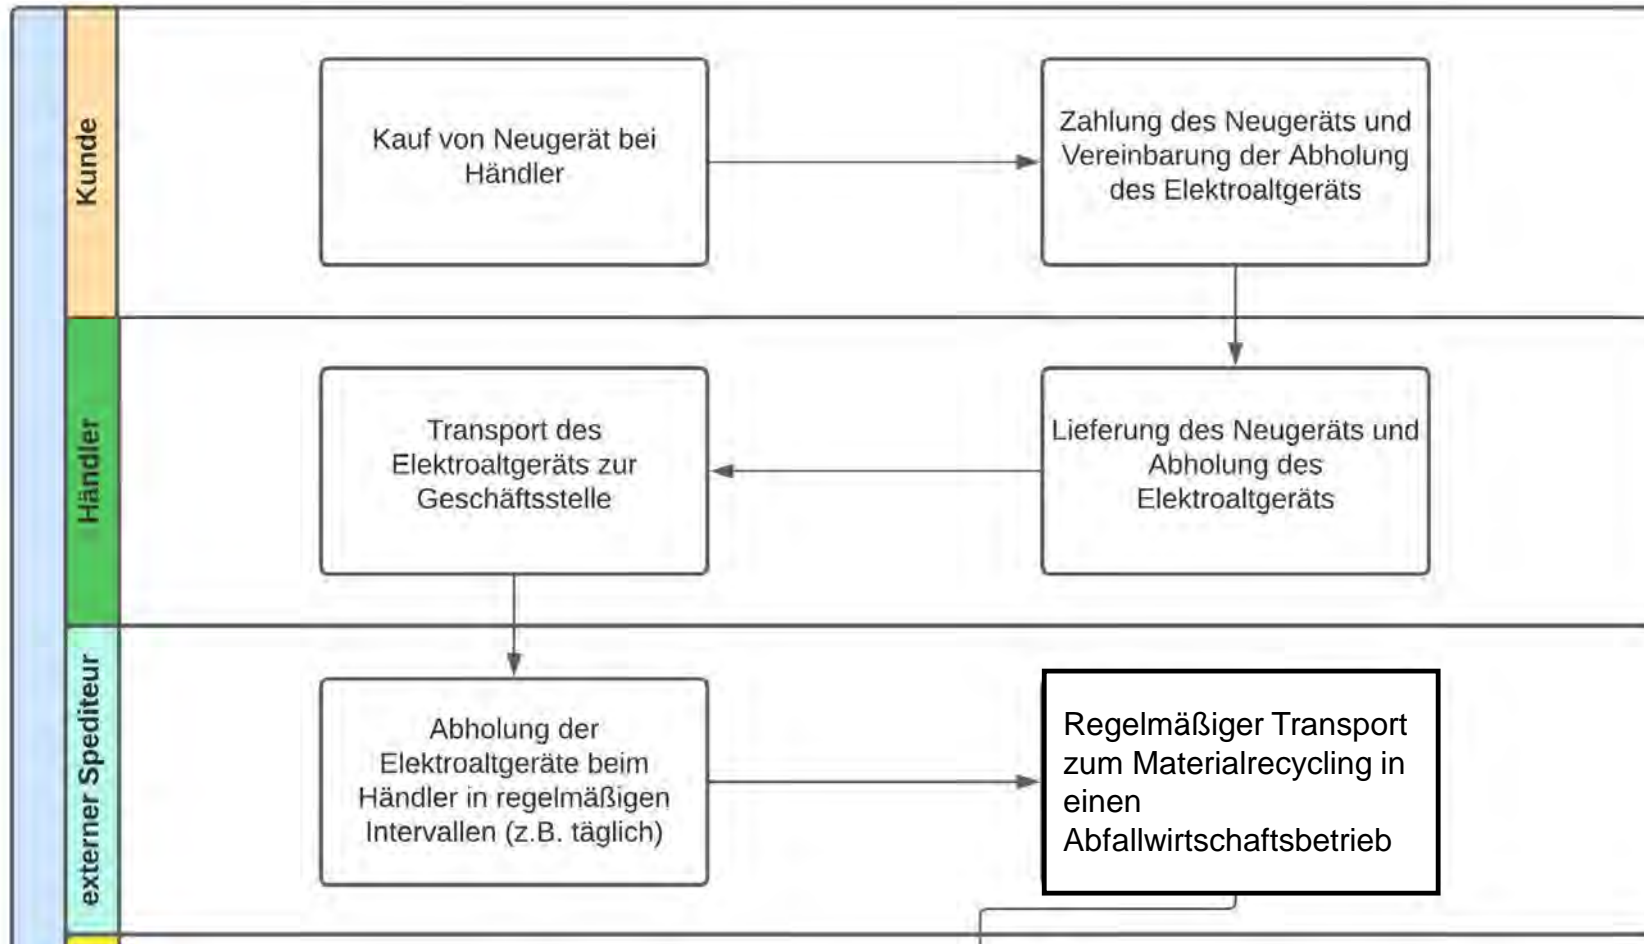 Kunde
Kauf von Neugerät bei
Händler
Zahlung des Neugeräts und
Vereinbarung der Abholung
des Elektroaltgeräts
Händler
Transport des
Elektroaltgeräts zur
Geschäftsstelle
Lieferung des Neugeräts und
Abholung des
Elektroaltgeräts
externer Spediteur
Abholung der
Elektroaltgeräte beim
Händler in regelmäßigen
Intervallen (z.B. täglich)
Regelmäßiger Transport
zum Materialrecycling in
einen
Abfallwirtschaftsbetrieb